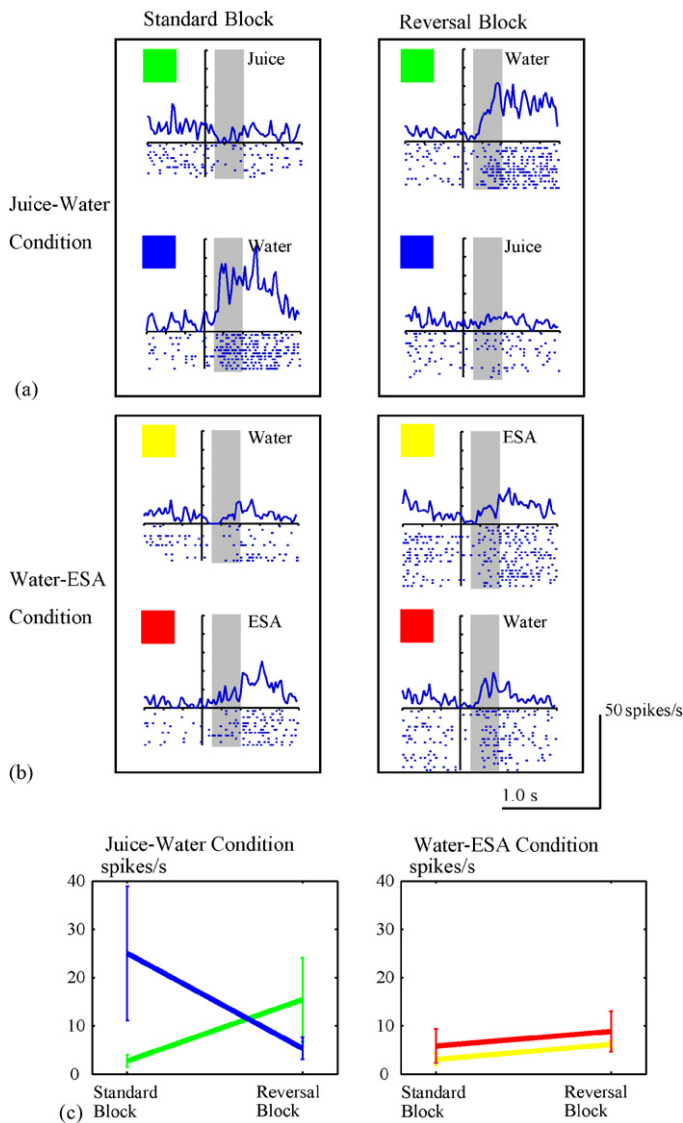 Standard Block
Reversal Block
Juice
Water
Juice-Water
Condition
Water
Juice
(a)
Water
ESA
Water-ESA
Condition
ESA
Water
50 spikes/s
(b)
1.0 s
Juice-Water Condition
Water-ESA Condition
spikes/s
spikes/s
40
40
30
30
20
20
10
10
0
0
Standard
Block
Reversal
Block
Standard
Block
Reversal
Block
(c)